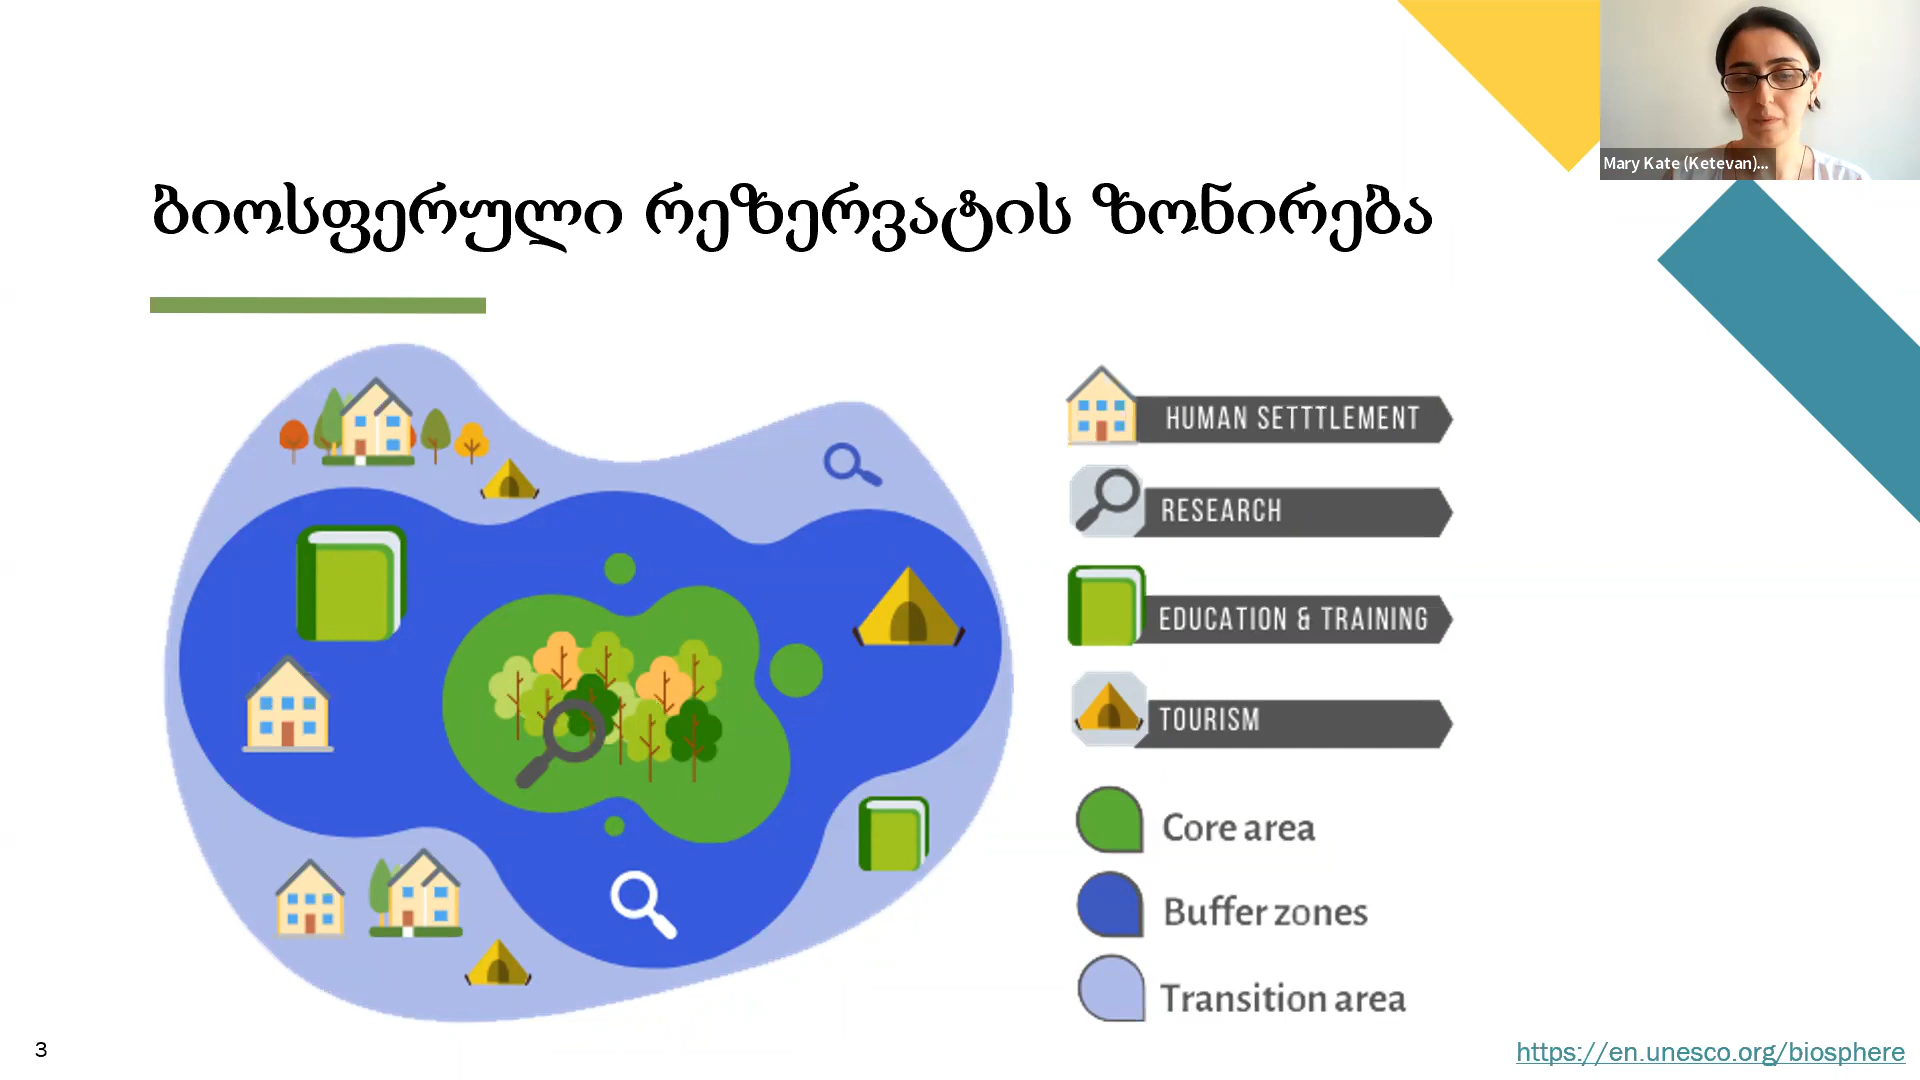 Mary Kate (Ketevan)...
ბიოსფერული რეზერვატის ზონირება
HUMAN SETTTLEMENT
RESEARCH
EDUCATION & TRAINING
TOURISM
Core area
Buffer zones
Transition area
3
https://en.unesco.org/biosphere